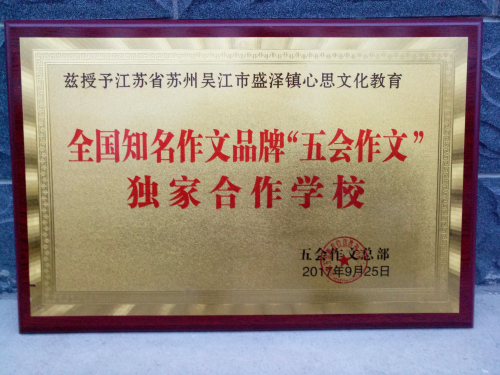 兹授予江苏省苏州吴江市盛泽镇心思文化教育
全国知名作文品牌“五会作文”
独家合作学校
五会作文总部
2017年9月25日